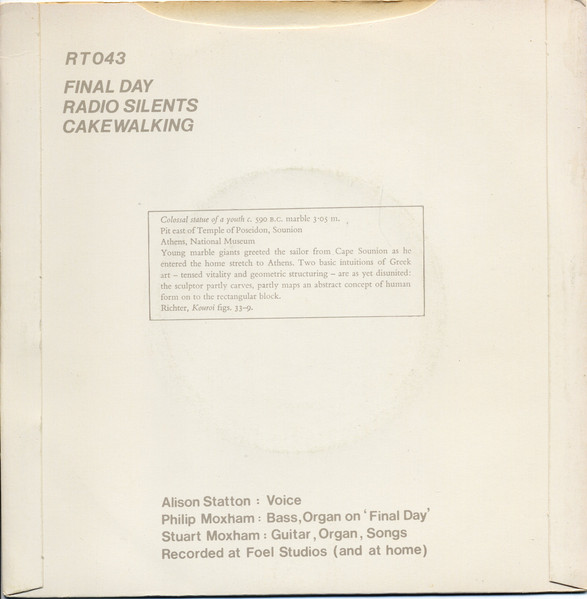 RT043
FINAL DAY
RADIO SILENTS
CAKEWALKING
Colossal statue of a youth c. 590 B.C. marble 3·05 m.
Pit east of Temple of Poseidon, Sounion
Athens, National Museum
Young marble giants greeted the sailor from Cape Sounion as he
entered the home stretch to Athens. Two basic intuitions of Greek
art – tensed vitality and geometric structuring – are as yet disunited:
the sculptor partly carves, partly maps an abstract concept of human
form on to the rectangular block.
Richter, Kouroi figs. 33–9.
Alison Statton : Voice
Philip Moxham : Bass, Organ on ‘Final Day’
Stuart Moxham : Guitar, Organ, Songs
Recorded at Foel Studios (and at home)